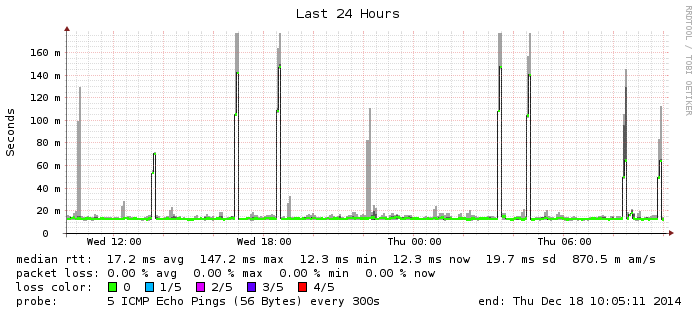 Last 24 Hours
RRDTOOL / TOBI OETIKER
Seconds
160 m
140 m
120 m
100 m
80 m
60 m
40 m
20 m
0
Wed 12:00 Wed 18:00 Thu 00:00 Thu 06:00
median rtt: 17.2 ms avg 147.2 ms max 12.3 ms min 12.3 ms now 19.7 ms sd 870.5 m am/s
packet loss: 0.00 % avg 0.00 % max 0.00 % min 0.00 % now
loss color: 0 1/5 2/5 3/5 4/5
probe: 5 ICMP Echo Pings (56 Bytes) every 300s end: Thu Dec 18 10:05:11 2014